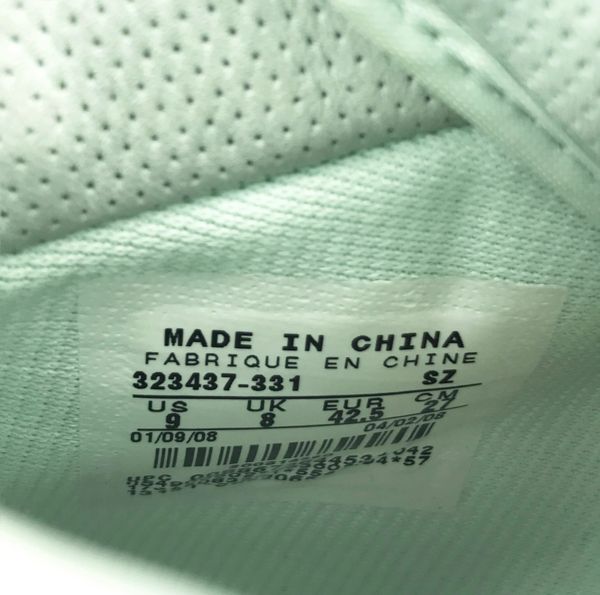 MADE IN CHINA
FABRIQUE EN CHINE
323437-331 SZ
US UK EUR CM
9 8 42.5 27
01/09/08 04/02/08